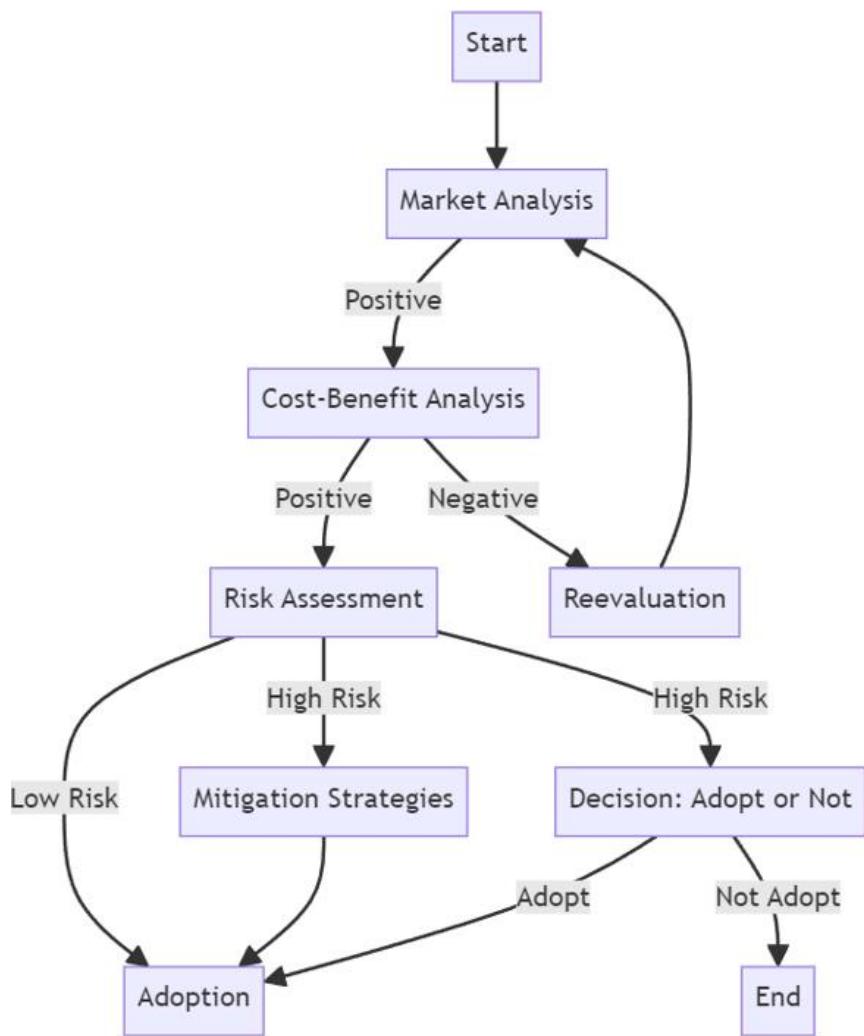 Start
Market Analysis
Positive
Cost-Benefit Analysis
Positive
Negative
Risk Assessment
Reevaluation
High Risk
High Risk
Low Risk
Mitigation Strategies
Decision: Adopt or Not
Adopt
Not Adopt
Adoption
End